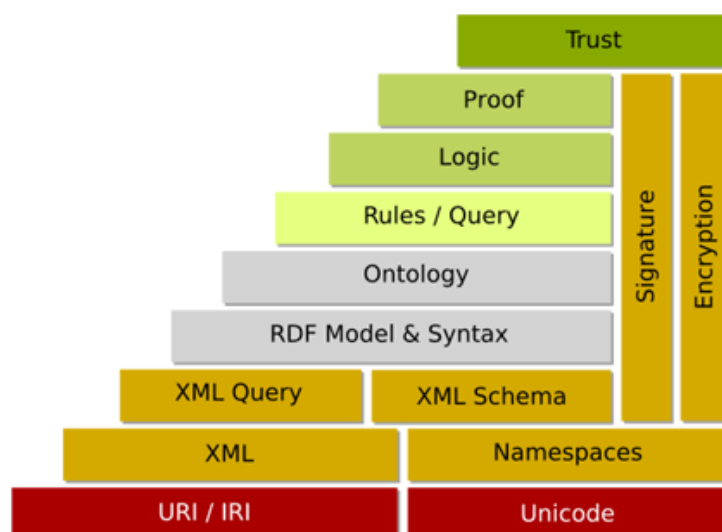 Trust
Proof
Logic
Rules / Query
Ontology
RDF Model & Syntax
XML Query
XML Schema
Signature
Encryption
XML
Namespaces
URI / IRI
Unicode